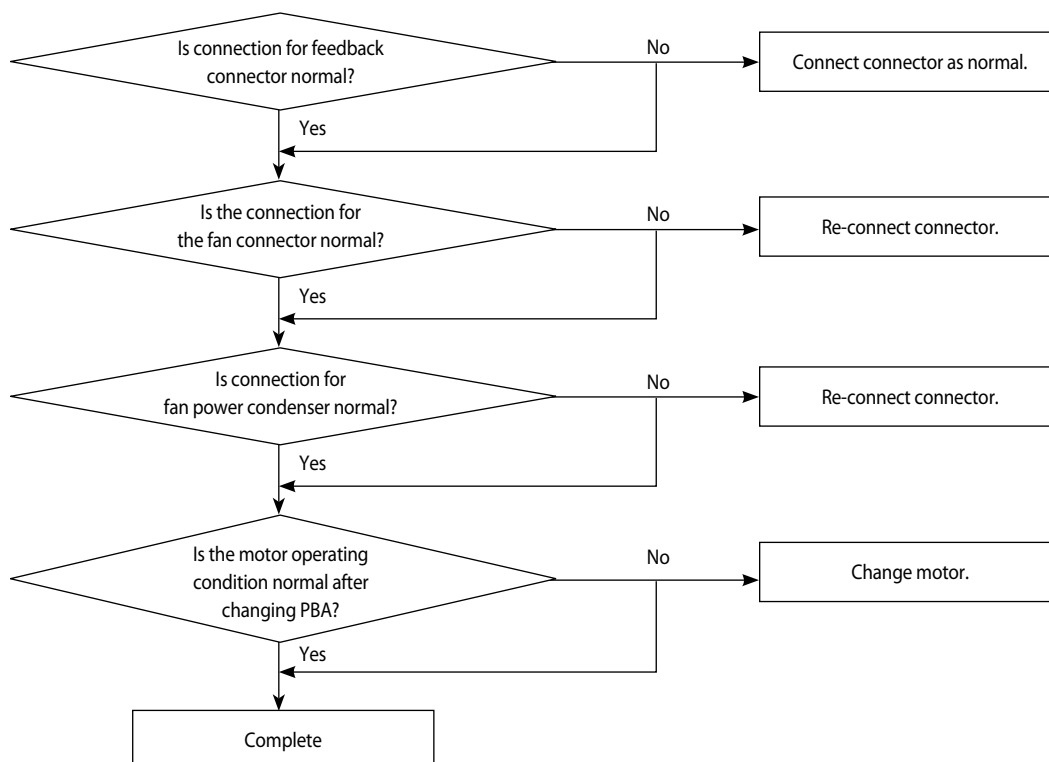 Is connection for feedback
connector normal?
No
Connect connector as normal.
Yes
Is the connection for
the fan connector normal?
No
Re-connect connector.
Yes
Is connection for
fan power condenser normal?
No
Re-connect connector.
Yes
Is the motor operating
condition normal after
changing PBA?
No
Change motor.
Yes
Complete